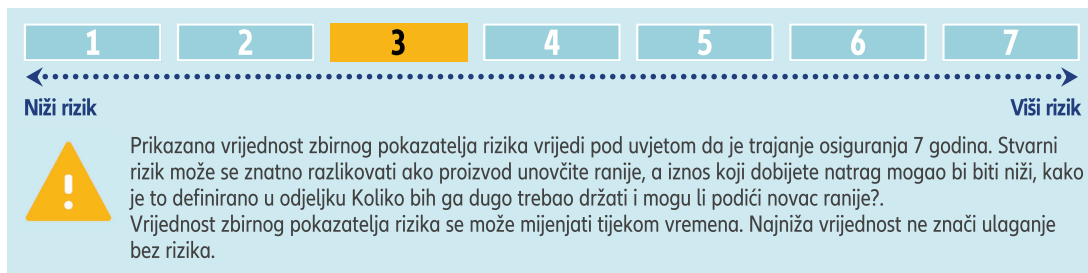 1 2 3 4 5 6 7
Niži rizik Viši rizik
Prikazana vrijednost zbirnog pokazatelja rizika vrijedi pod uvjetom da je trajanje osiguranja 7 godina. Stvarni
rizik može se znatno razlikovati ako proizvod unovčite ranije, a iznos koji dobijete natrag mogao bi biti niži, kako
je to definirano u odjeljku Koliko bih ga dugo trebao držati i mogu li podići novac ranije?.
Vrijednost zbirnog pokazatelja rizika se može mijenjati tijekom vremena. Najniža vrijednost ne znači ulaganje
bez rizika.